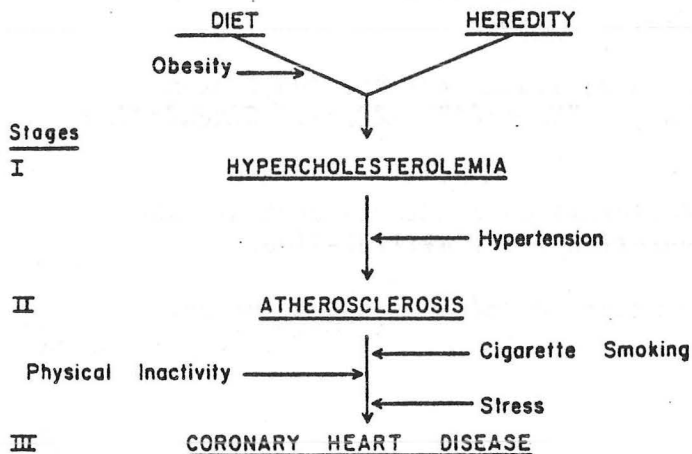 DIET HEREDITY
Obesity
Stages
I HYPERCHOLESTEROLEMIA
Hypertension
II ATHEROSCLEROSIS
Cigarette Smoking
Physical Inactivity
Stress
III CORONARY HEART DISEASE